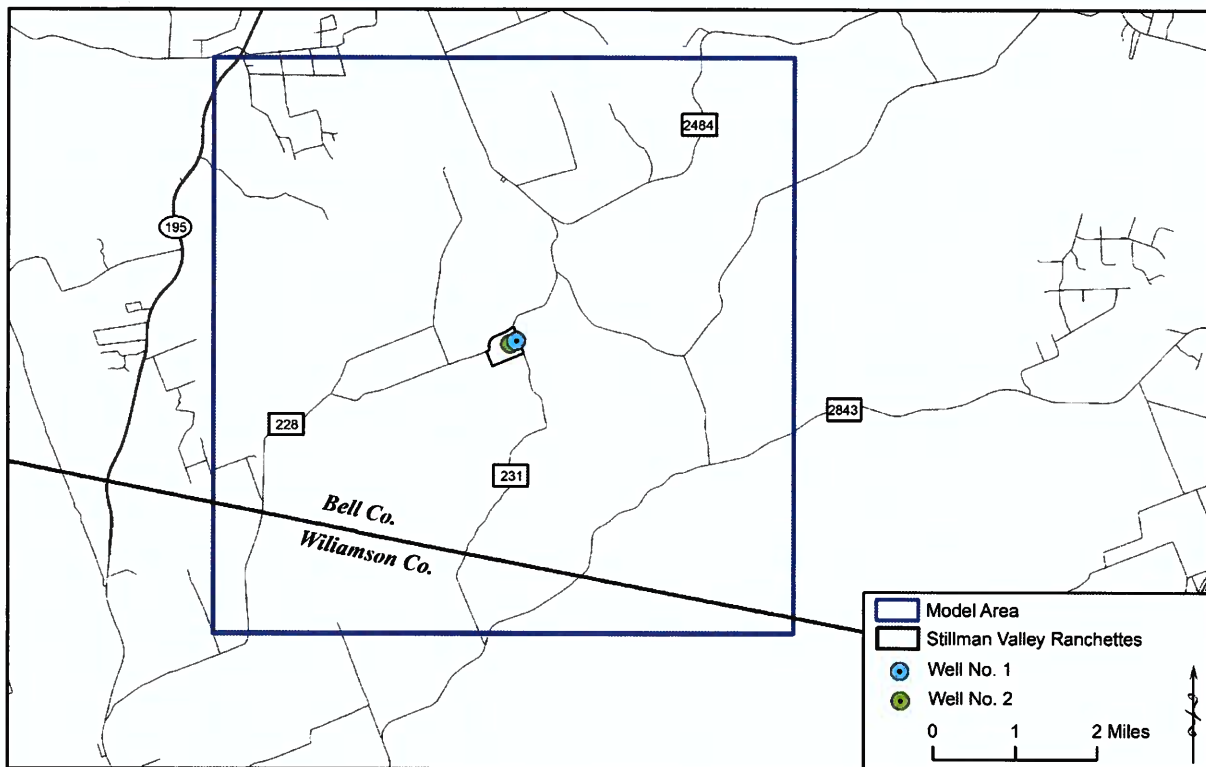 2484
195
228
2843
231
Bell Co.
Wiliamson Co.
Model Area
Stillman Valley Ranchettes
Well No. 1
Well No. 2
0 1 2 Miles